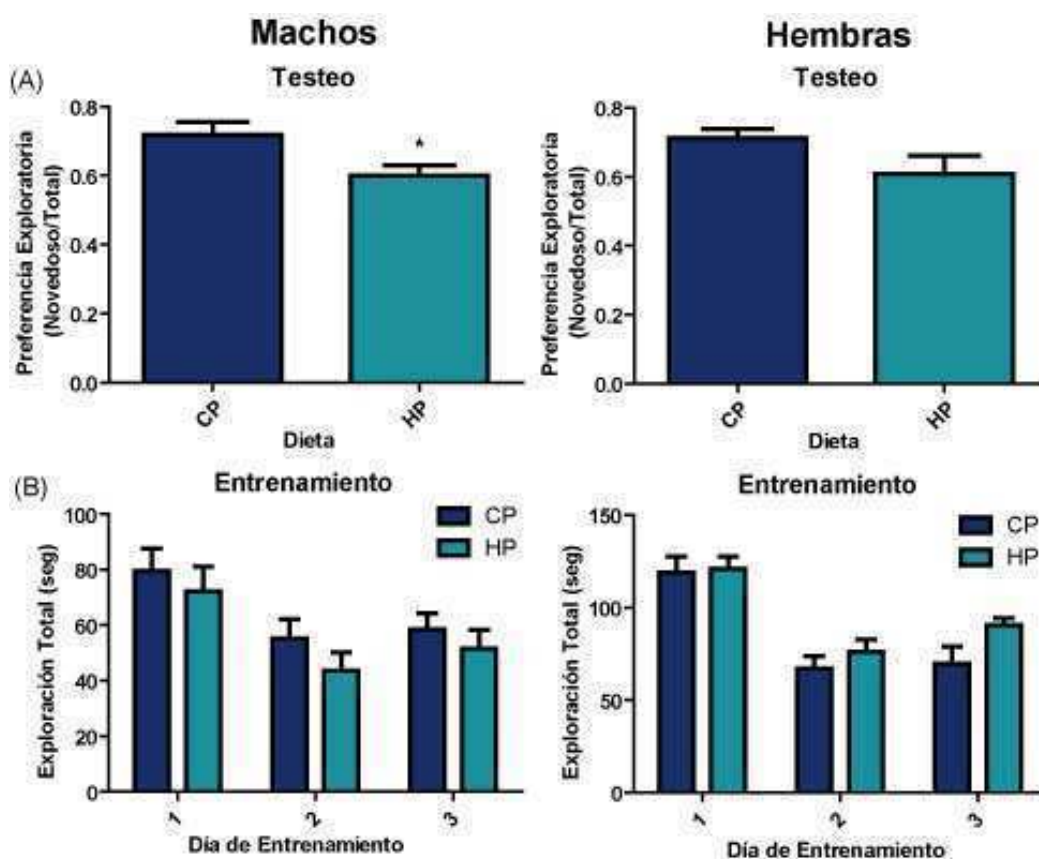 Machos
Hembras
(A)
Testeo
Preferencia Exploratoria
(Novedoso/Total)
0.8
0.6
0.4
0.2
0.0
*
CP
HP
Dieta
Testeo
Preferencia Exploratoria
(Novedoso/Total)
0.8
0.6
0.4
0.2
0.0
CP
HP
Dieta
(B)
Entrenamiento
Exploración Total (seg)
100
80
60
40
20
0
CP
HP
1
2
3
Día de Entrenamiento
Entrenamiento
Exploración Total (seg)
150
100
50
0
CP
HP
1
2
3
Día de Entrenamiento